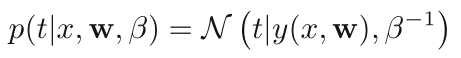 p(t|x, w, β) = 𝒩 (t|y(x, w), β⁻¹)